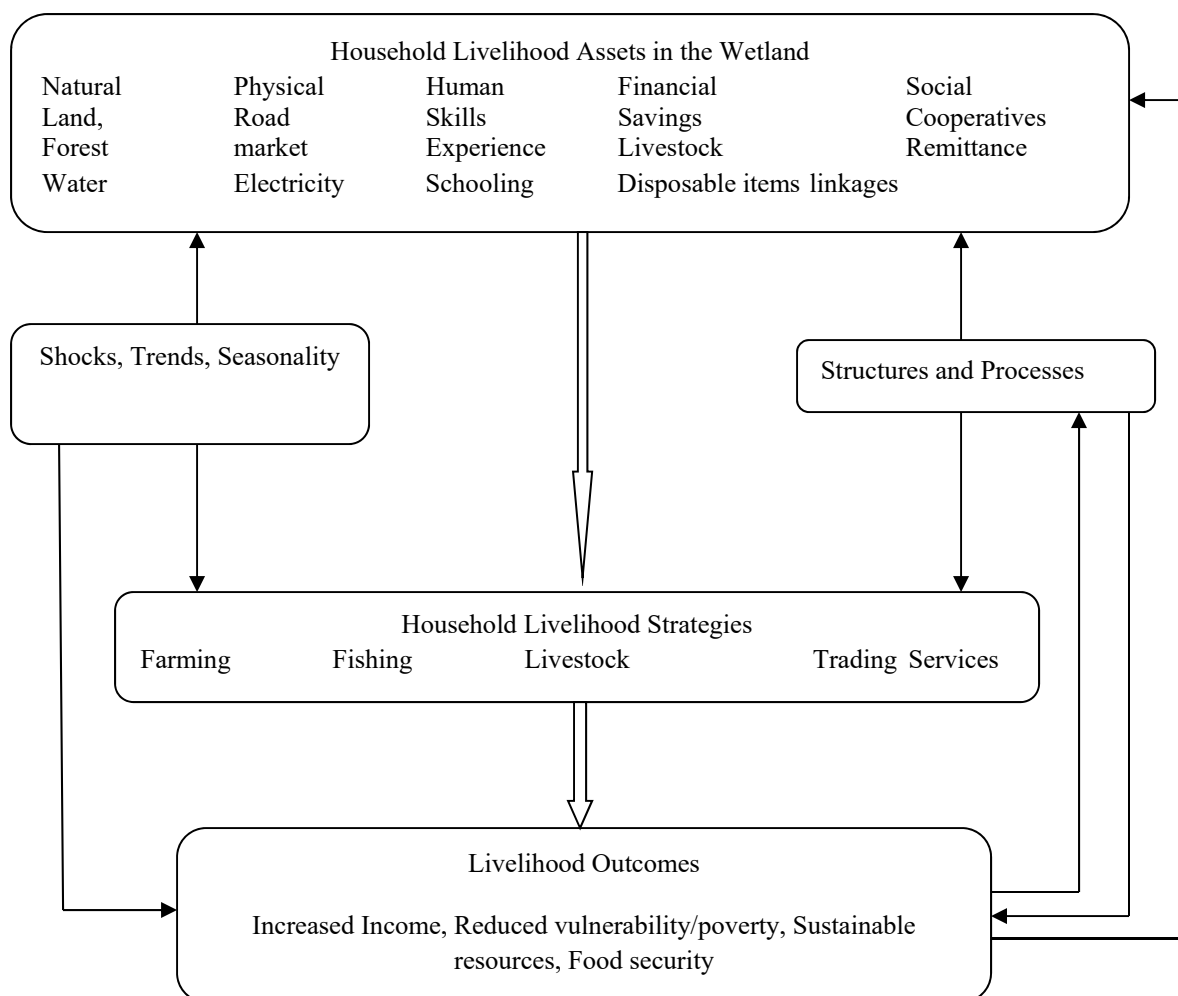 Household Livelihood Assets in the Wetland
Natural Physical Human Financial Social
Land, Road Skills Savings Cooperatives
Forest market Experience Livestock Remittance
Water Electricity Schooling Disposable items linkages
Shocks, Trends, Seasonality
Structures and Processes
Household Livelihood Strategies
Farming Fishing Livestock Trading Services
Livelihood Outcomes
Increased Income, Reduced vulnerability/poverty, Sustainable
resources, Food security